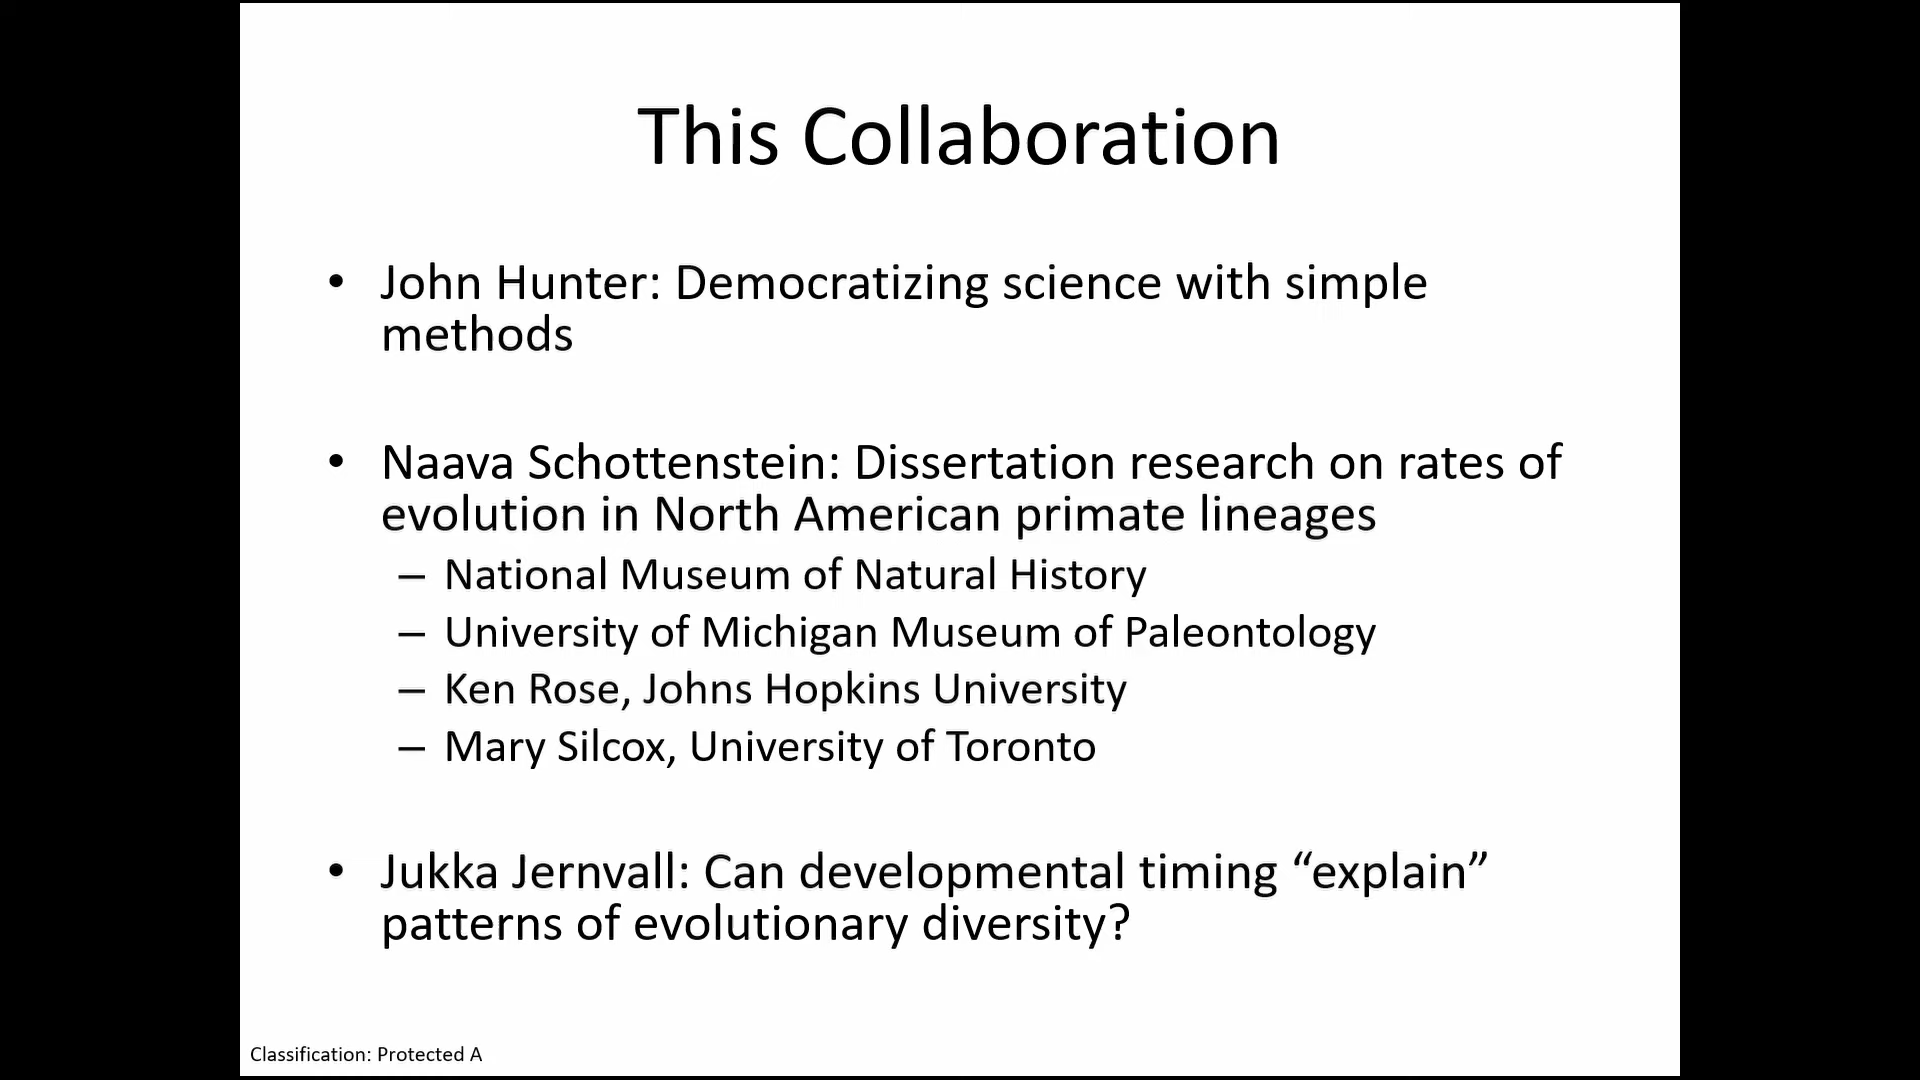 This Collaboration
• John Hunter: Democratizing science with simple
methods
• Naava Schottenstein: Dissertation research on rates of
evolution in North American primate lineages
– National Museum of Natural History
– University of Michigan Museum of Paleontology
– Ken Rose, Johns Hopkins University
– Mary Silcox, University of Toronto
• Jukka Jernvall: Can developmental timing “explain”
patterns of evolutionary diversity?
Classification: Protected A